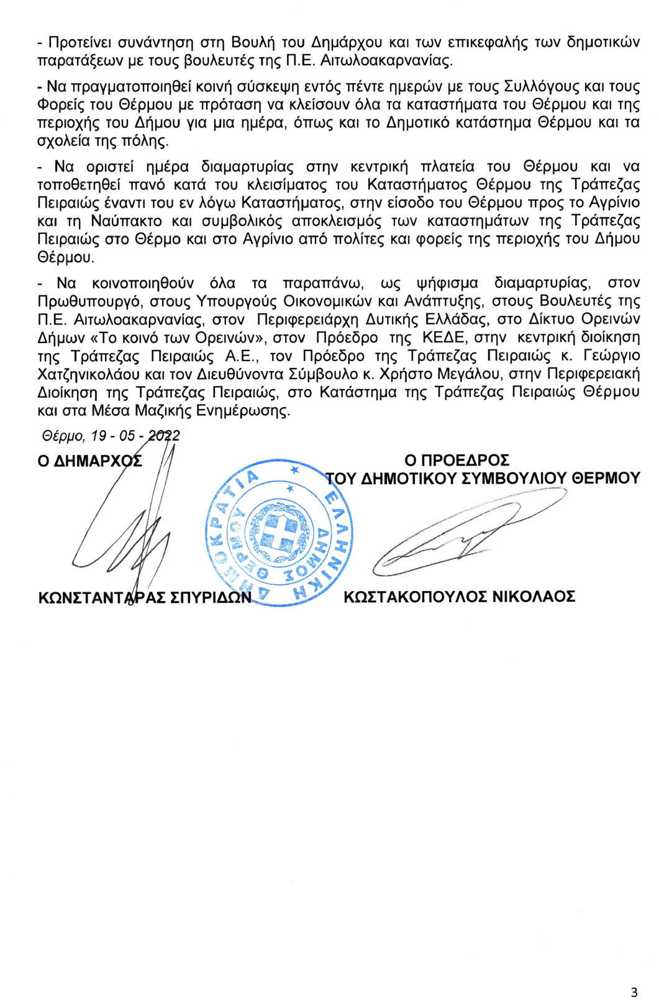 - Προτείνει συνάντηση στη Βουλή του Δημάρχου και των επικεφαλής των δημοτικών
παρατάξεων με τους βουλευτές της Π.Ε. Αιτωλοακαρνανίας.
- Να πραγματοποιηθεί κοινή σύσκεψη εντός πέντε ημερών με τους Συλλόγους και τους
Φορείς του Θέρμου με πρόταση να κλείσουν όλα τα καταστήματα του Θέρμου και της
περιοχής του Δήμου για μια ημέρα, όπως και το Δημοτικό κατάστημα Θέρμου και τα
σχολεία της πόλης.
- Να οριστεί ημέρα διαμαρτυρίας στην κεντρική πλατεία του Θέρμου και να
τοποθετηθεί πανό κατά του κλεισίματος του Καταστήματος Θέρμου της Τράπεζας
Πειραιώς έναντι του εν λόγω Καταστήματος, στην είσοδο του Θέρμου προς το Αγρίνιο
και τη Ναύπακτο και συμβολικός αποκλεισμός των καταστημάτων της Τράπεζας
Πειραιώς στο Θέρμο και στο Αγρίνιο από πολίτες και φορείς της περιοχής του Δήμου
Θέρμου.
- Να κοινοποιηθούν όλα τα παραπάνω, ως ψήφισμα διαμαρτυρίας, στον
Πρωθυπουργό, στους Υπουργούς Οικονομικών και Ανάπτυξης, στους Βουλευτές της
Π.Ε. Αιτωλοακαρνανίας, στον Περιφερειάρχη Δυτικής Ελλάδας, στο Δίκτυο Ορεινών
Δήμων «Το κοινό των Ορεινών», στον Πρόεδρο της ΚΕΔΕ, στην κεντρική διοίκηση
της Τράπεζας Πειραιώς Α.Ε., τον Πρόεδρο της Τράπεζας Πειραιώς κ. Γεώργιο
Χατζηνικολάου και τον Διευθύνοντα Σύμβουλο κ. Χρήστο Μεγάλου, στην Περιφερειακή
Διοίκηση της Τράπεζας Πειραιώς, στο Κατάστημα της Τράπεζας Πειραιώς Θέρμου
και στα Μέσα Μαζικής Ενημέρωσης.
Θέρμο, 19 - 05 - 2022
Ο ΔΗΜΑΡΧΟΣ
Ο ΠΡΟΕΔΡΟΣ
ΤΟΥ ΔΗΜΟΤΙΚΟΥ ΣΥΜΒΟΥΛΙΟΥ ΘΕΡΜΟΥ
ΕΛΛΗΝΙΚΗ ΔΗΜΟΚΡΑΤΙΑ
ΔΗΜΟΣ ΘΕΡΜΟΥ
ΚΩΝΣΤΑΝΤΑΡΑΣ ΣΠΥΡΙΔΩΝ
ΚΩΣΤΑΚΟΠΟΥΛΟΣ ΝΙΚΟΛΑΟΣ
3